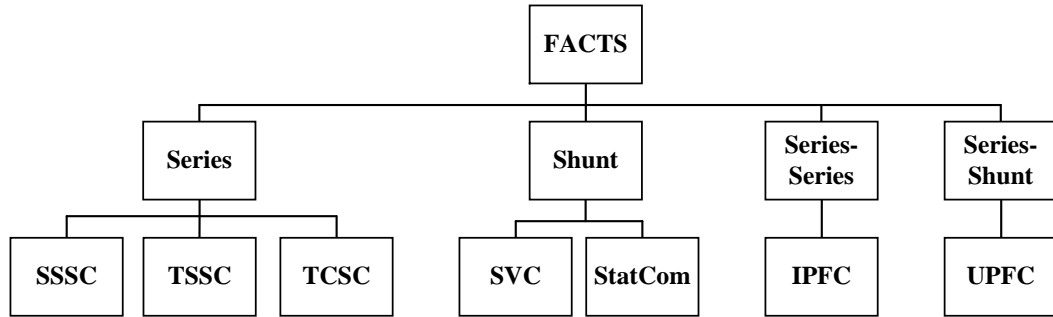 FACTS
Series
Shunt
Series-
Series
Series-
Shunt
SSSC
TSSC
TCSC
SVC
StatCom
IPFC
UPFC